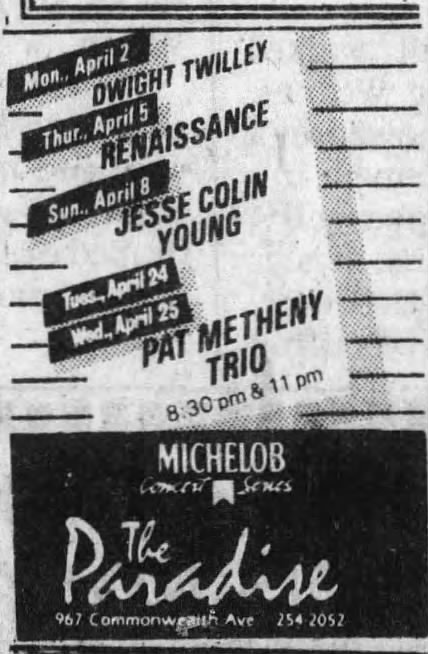 Mon., April 2
DWIGHT TWILLEY
Thur., April 5
RENAISSANCE
Sun., April 8
JESSE COLIN
YOUNG
Tues., April 24
Wed., April 25
PAT METHENY
TRIO
8:30 pm & 11 pm
MICHELOB
Concert Series
The
Paradise
967 Commonwealth Ave 254-2052